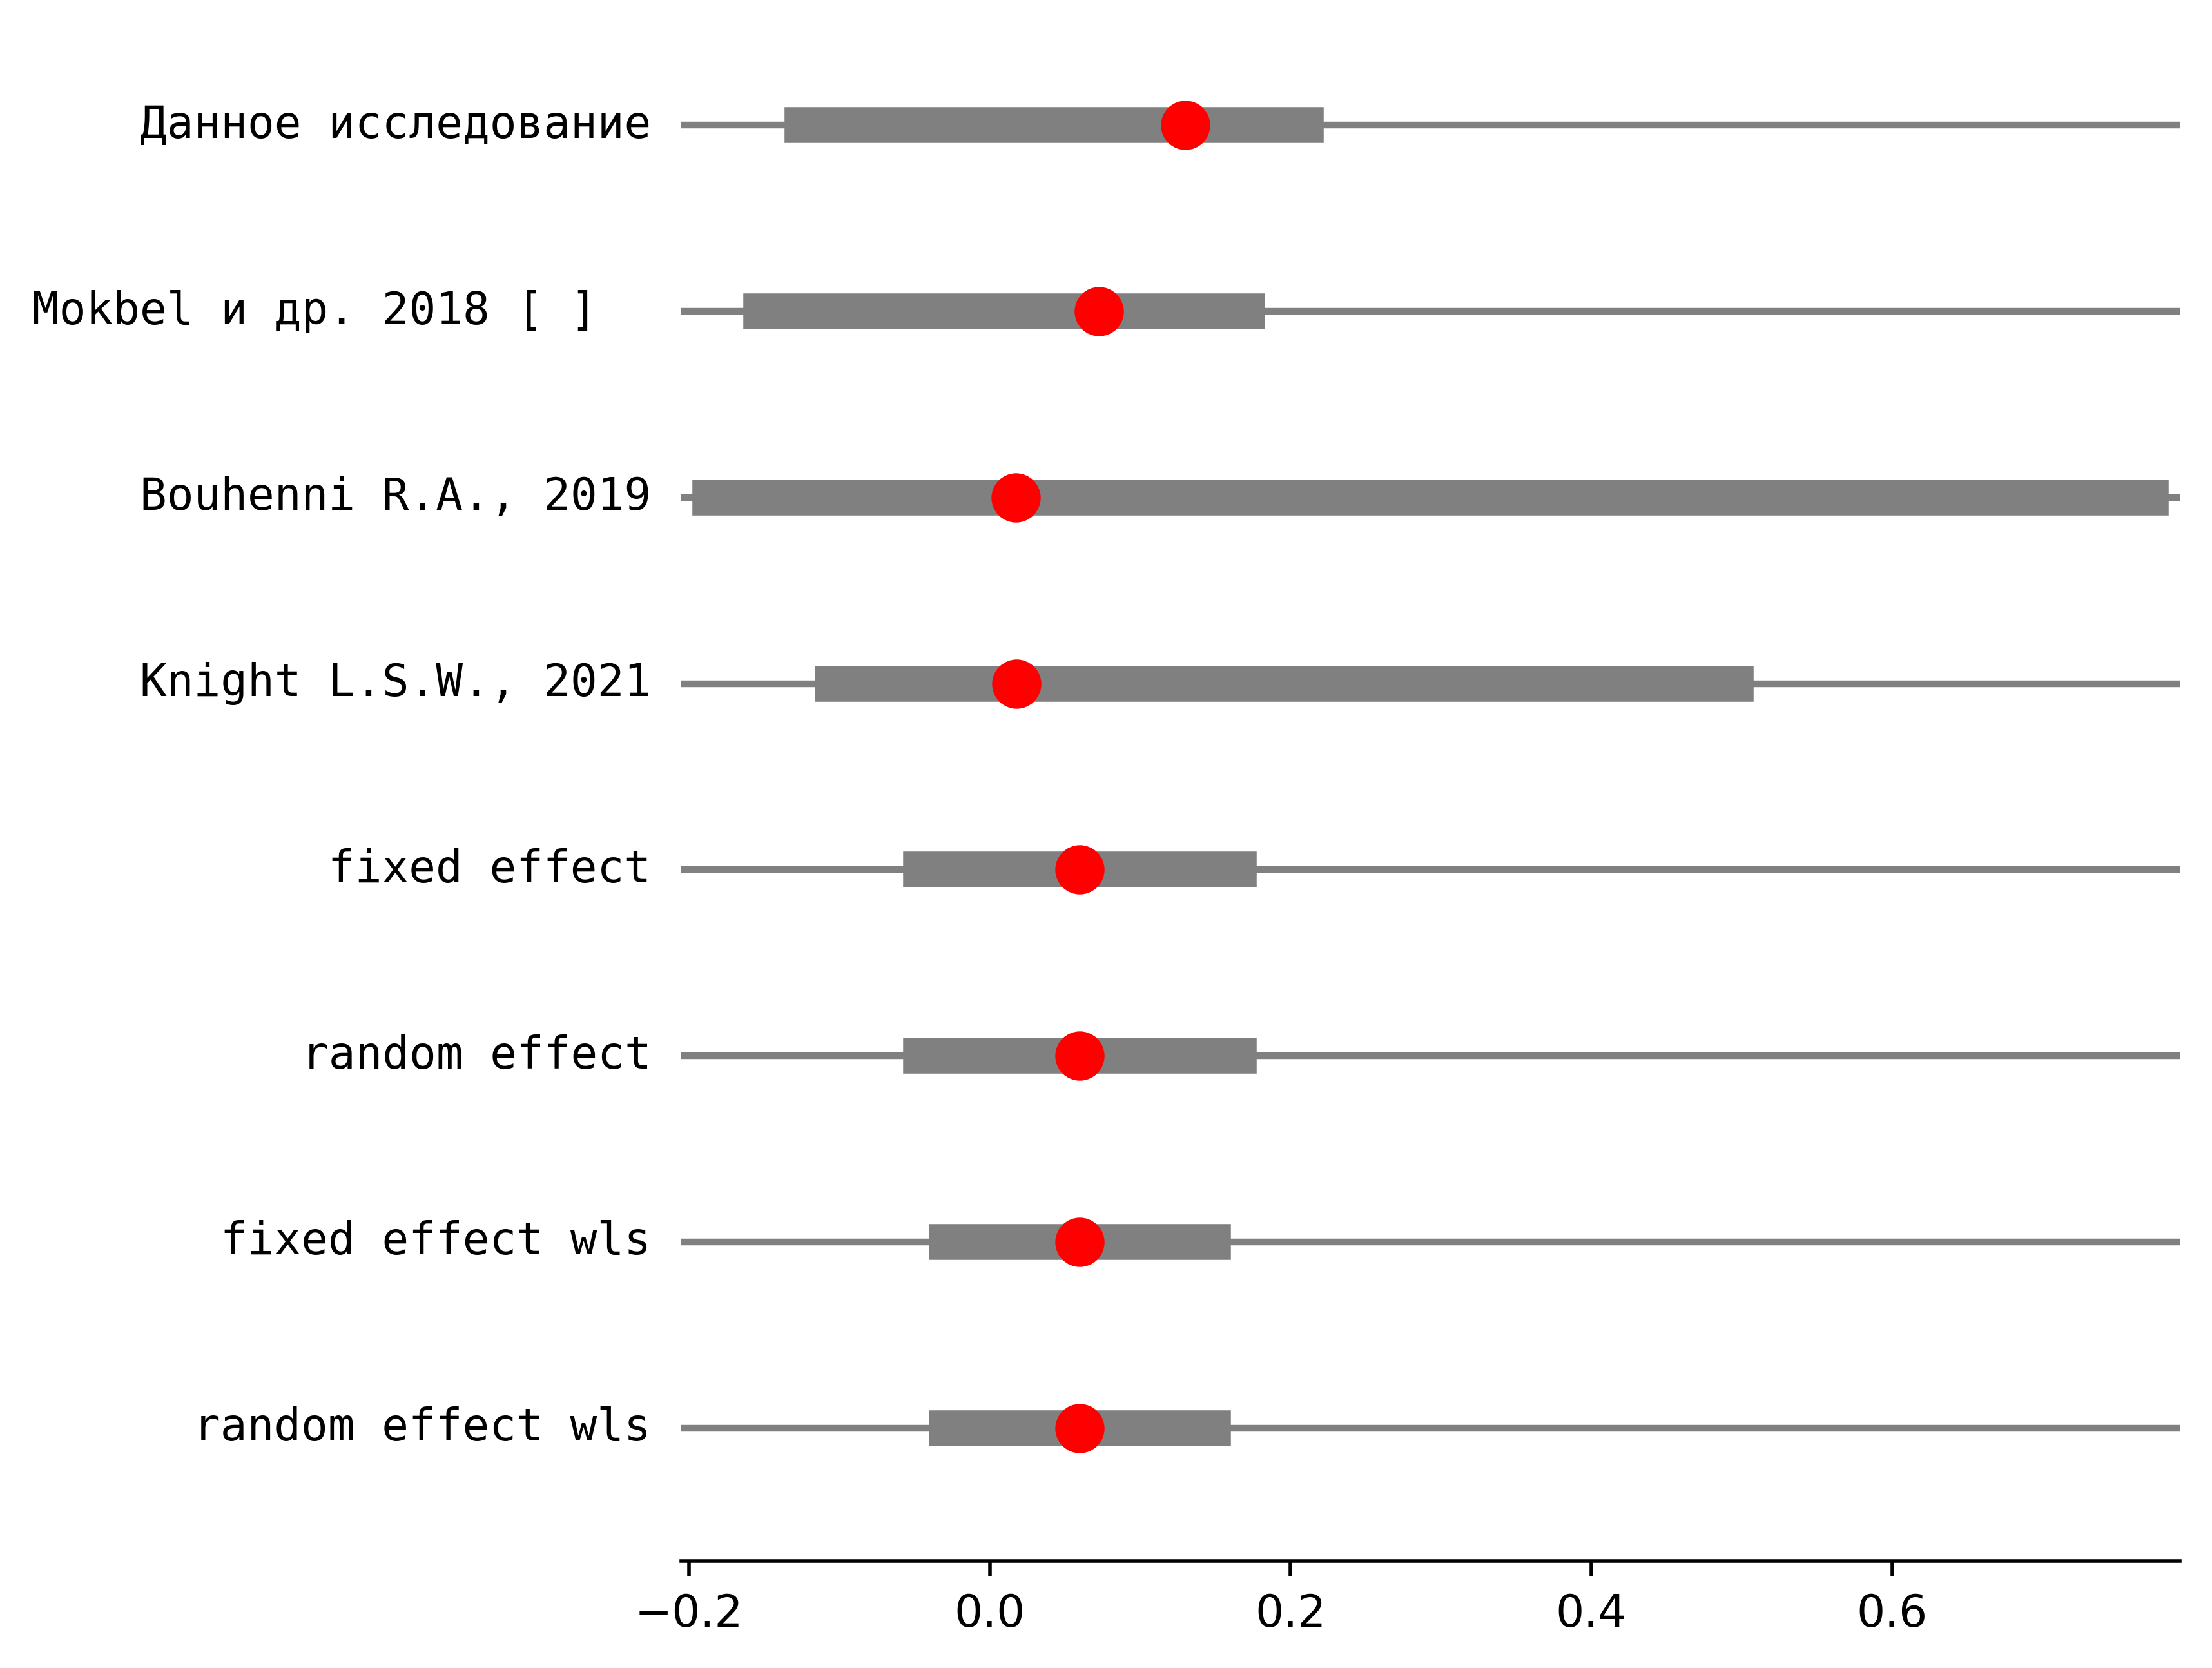 Данное исследование
Mokbel и др. 2018 [ ]
Bouhenni R.A., 2019
Knight L.S.W., 2021
fixed effect
random effect
fixed effect wls
random effect wls
−0.2 0.0 0.2 0.4 0.6